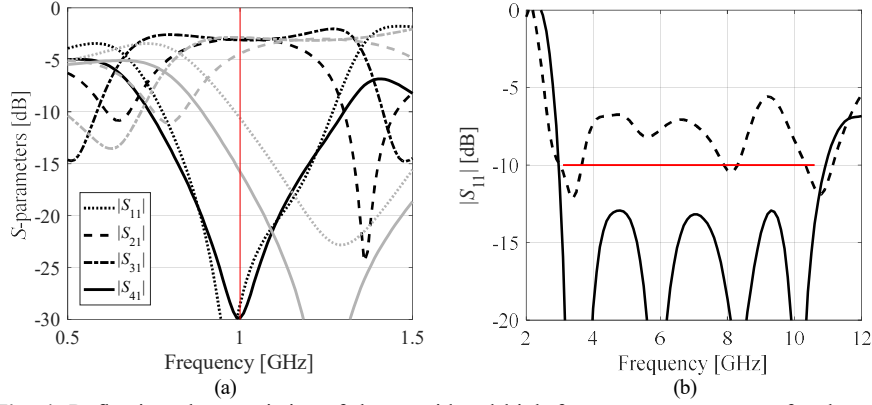 0
-5
-10
-15
-20
-25
-30
S-parameters [dB]
|S11|
|S21|
|S31|
|S41|
0.5
1
1.5
Frequency [GHz]
(a)
0
-5
-10
-15
-20
|S11| [dB]
2
4
6
8
10
12
Frequency [GHz]
(b)